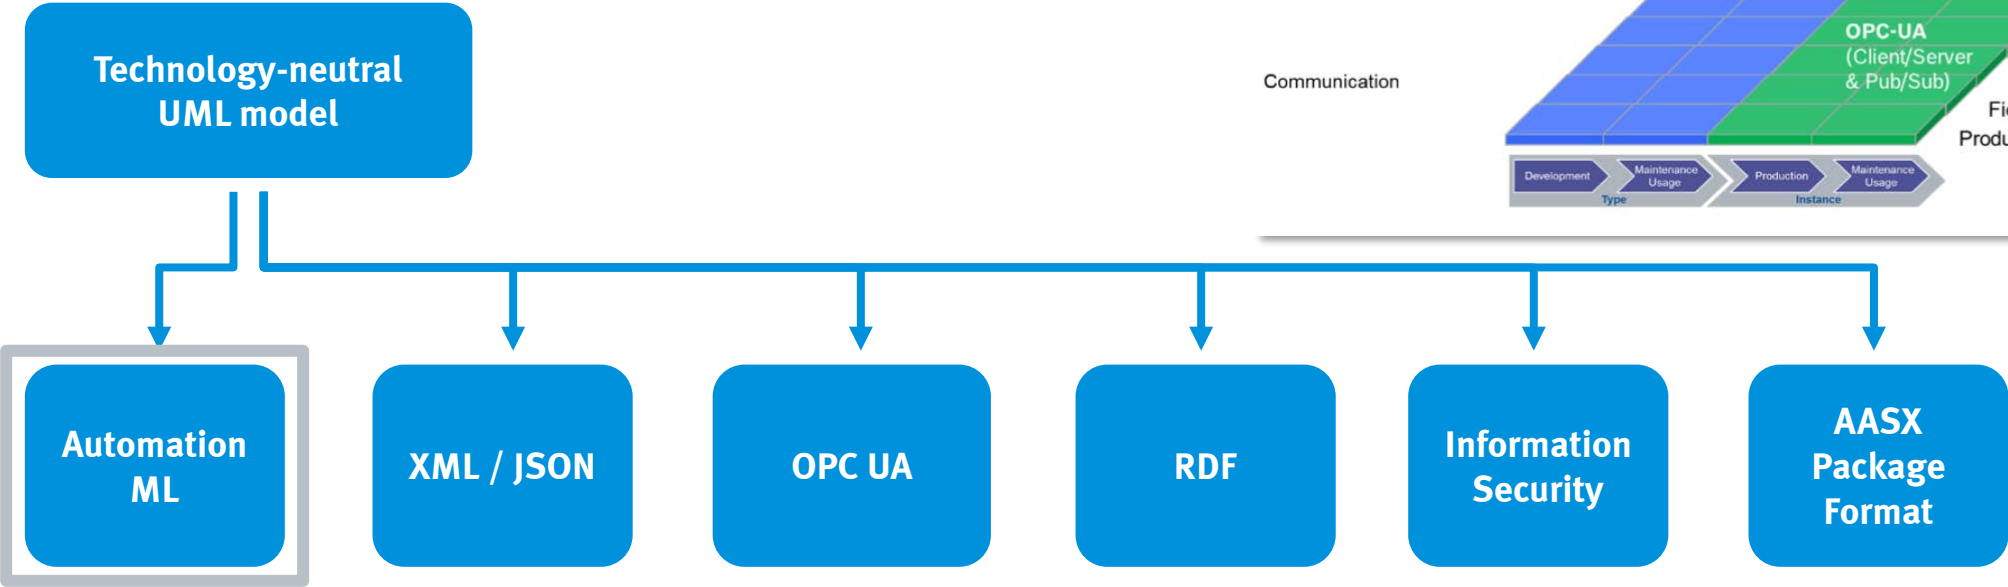 Technology-neutral
UML model
Communication
OPC-UA
(Client/Server
& Pub/Sub)
Development
Maintenance
Usage
Production
Maintenance
Usage
Type
Instance
Automation
ML
XML / JSON
OPC UA
RDF
Information
Security
AASX
Package
Format